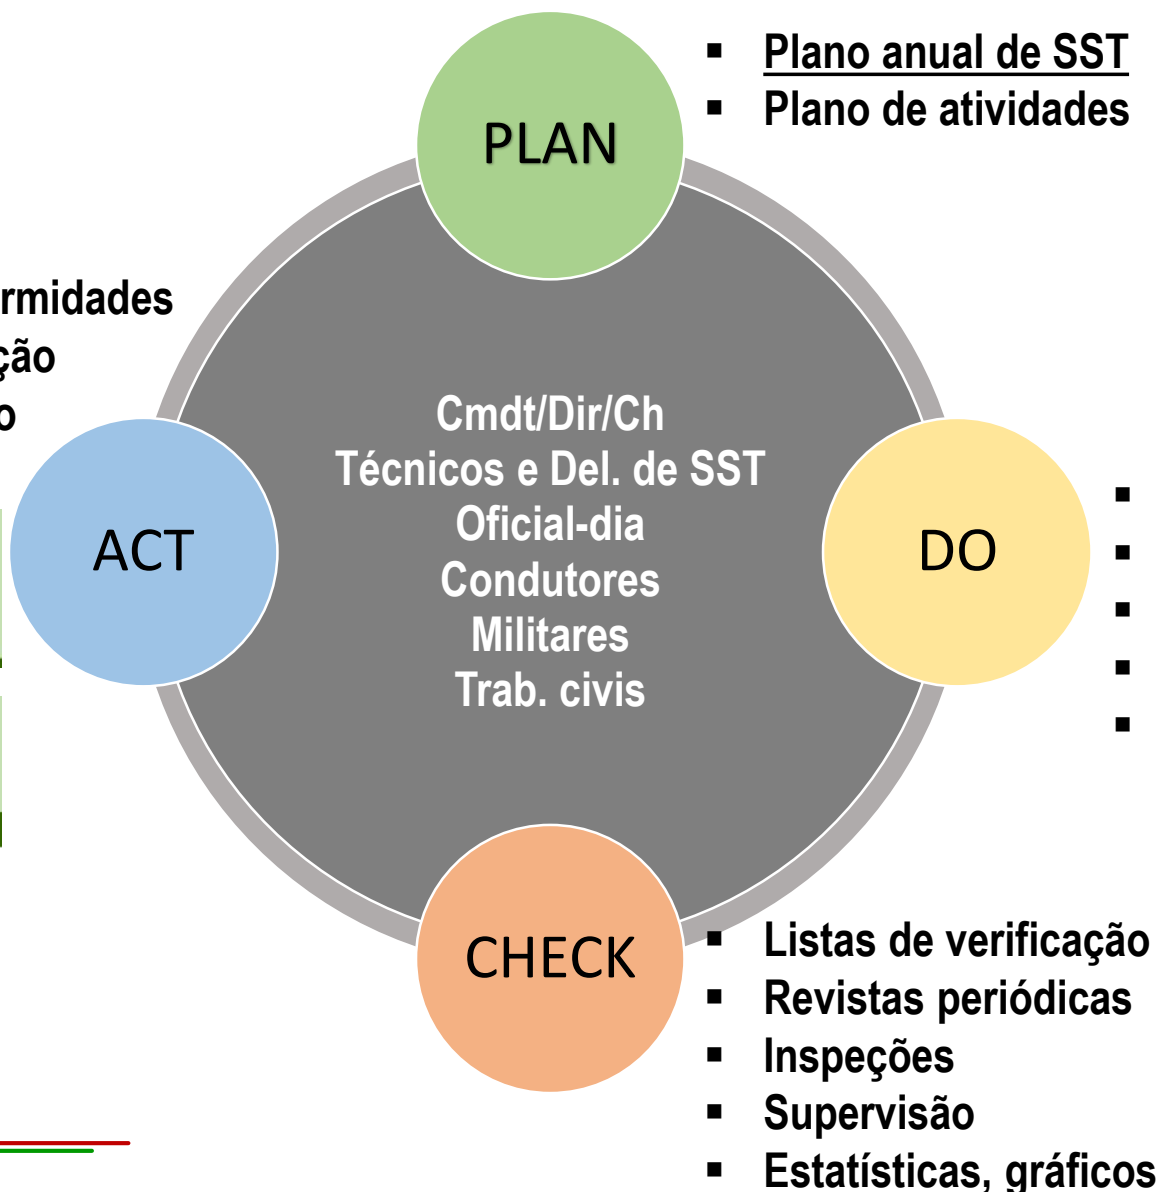 ▪ Plano anual de SST
▪ Plano de atividades
PLAN
rmidades
ção
o
Cmdt/Dir/Ch
Técnicos e Del. de SST
Oficial-dia
Condutores
Militares
Trab. civis
ACT
DO
CHECK
▪ Listas de verificação
▪ Revistas periódicas
▪ Inspeções
▪ Supervisão
▪ Estatísticas, gráficos